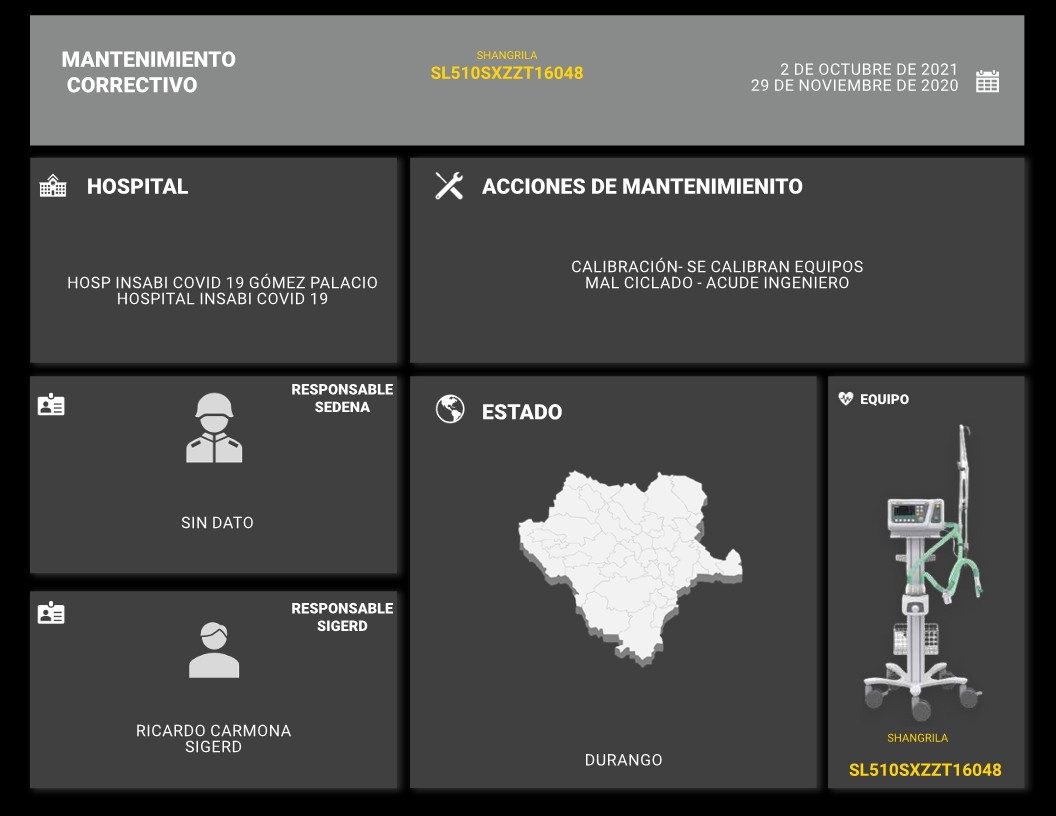 MANTENIMIENTO
CORRECTIVO
SHANGRILA
SL510SXZZT16048
2 DE OCTUBRE DE 2021
29 DE NOVIEMBRE DE 2020
HOSPITAL
HOSP INSABI COVID 19 GÓMEZ PALACIO
HOSPITAL INSABI COVID 19
ACCIONES DE MANTENIMIENITO
CALIBRACIÓN- SE CALIBRAN EQUIPOS
MAL CICLADO - ACUDE INGENIERO
RESPONSABLE
SEDENA
SIN DATO
RESPONSABLE
SIGERD
RICARDO CARMONA
SIGERD
ESTADO
DURANGO
EQUIPO
SHANGRILA
SL510SXZZT16048